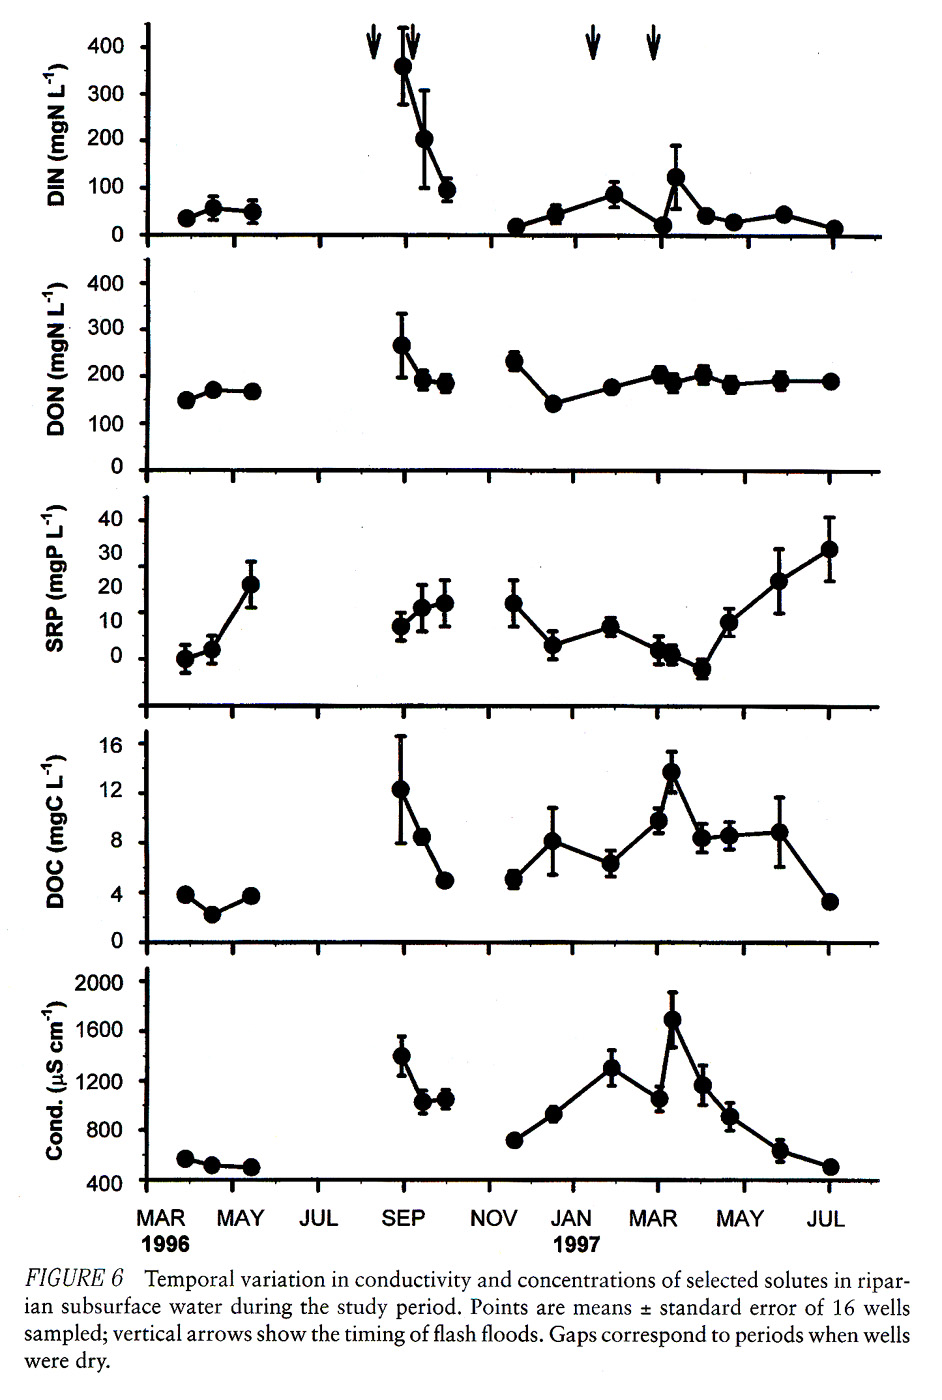 DIN (mgN L-1)
400
300
200
100
0
DON (mgN L-1)
400
300
200
100
0
SRP (mgP L-1)
40
30
20
10
0
DOC (mgC L-1)
16
12
8
4
0
Cond. (µS cm-1)
2000
1600
1200
800
400
MAR MAY JUL SEP NOV JAN MAR MAY JUL
1996 1997
FIGURE 6 Temporal variation in conductivity and concentrations of selected solutes in ripar-
ian subsurface water during the study period. Points are means ± standard error of 16 wells
sampled; vertical arrows show the timing of flash floods. Gaps correspond to periods when wells
were dry.